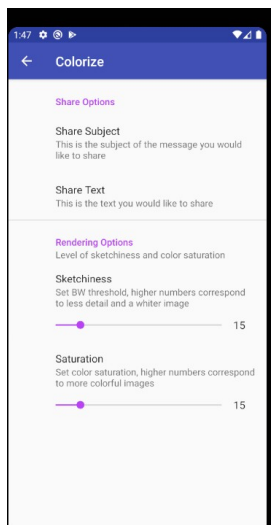 1:47
Colorize
Share Options
Share Subject
This is the subject of the message you would
like to share
Share Text
This is the text you would like to share
Rendering Options
Level of sketchiness and color saturation
Sketchiness
Set BW threshold, higher numbers correspond
to less detail and a whiter image
15
Saturation
Set color saturation, higher numbers correspond
to more colorful images
15